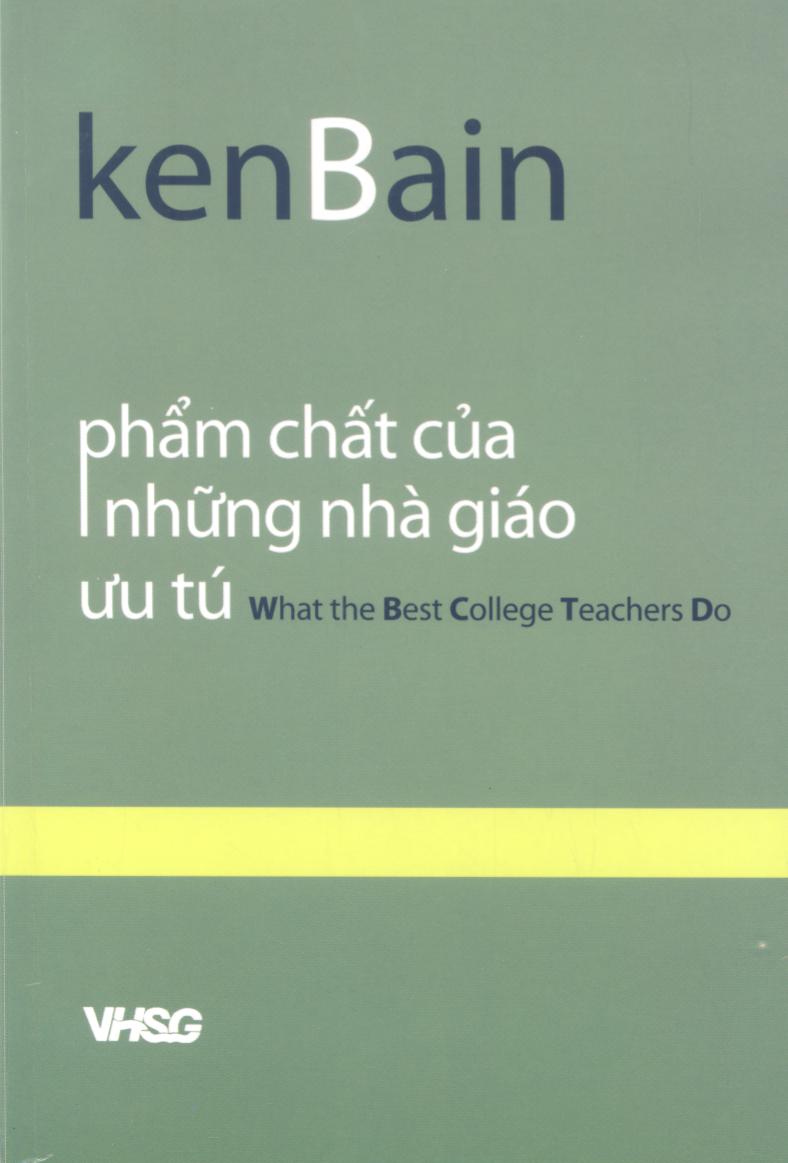 kenBain
phẩm chất của
những nhà giáo
ưu tú What the Best College Teachers Do
VHSG